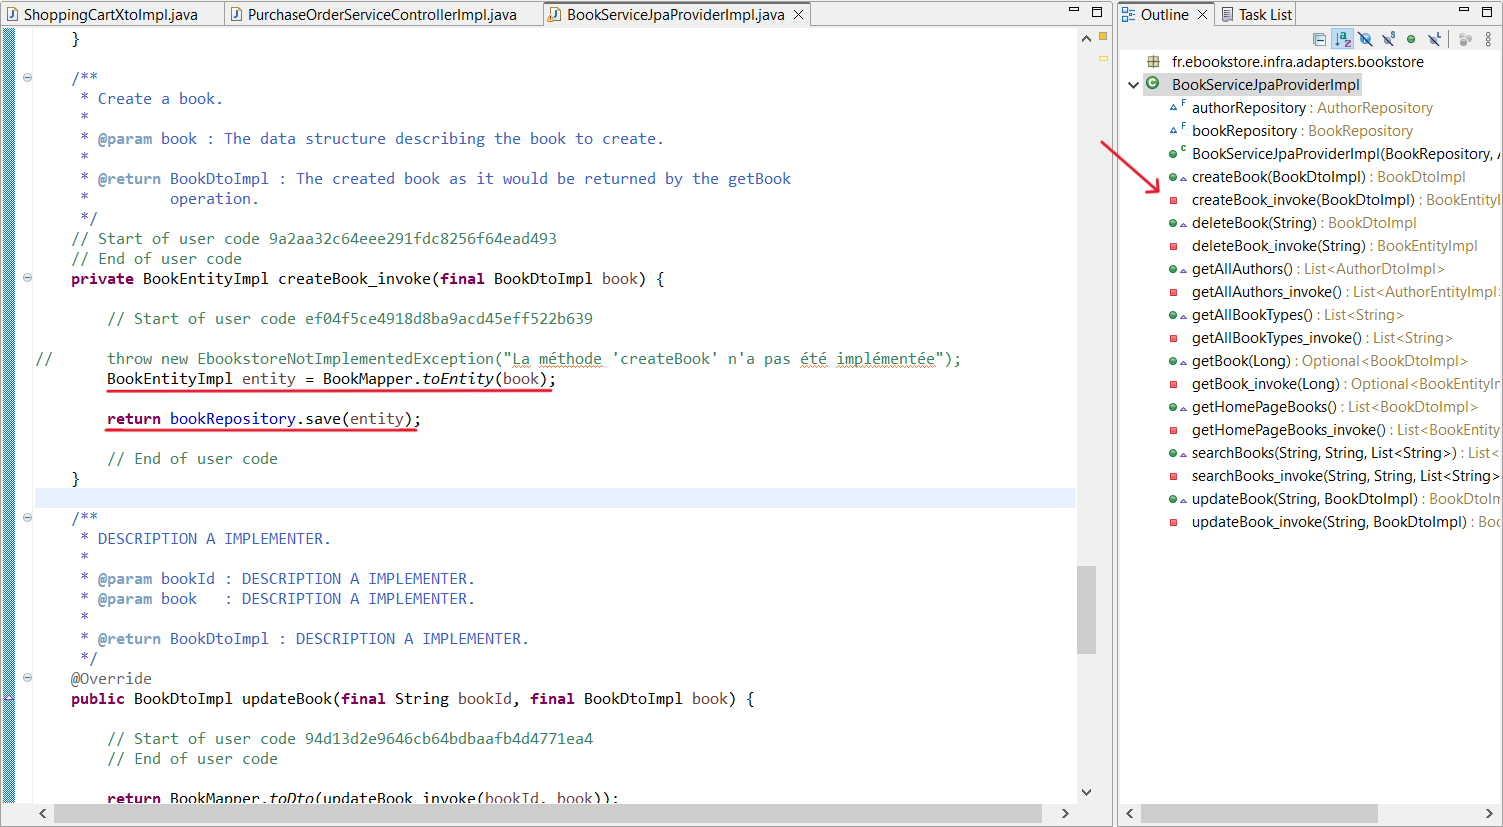 ShoppingCartXtoImpl.java
PurchaseOrderServiceControllerImpl.java
BookServiceJpaProviderImpl.java
}
/**
* Create a book.
*
* @param book : The data structure describing the book to create.
*
* @return BookDtoImpl : The created book as it would be returned by the getBook
* operation.
*/
// Start of user code 9a2aa32c64eee291fdc8256f64ead493
// End of user code
private BookEntityImpl createBook_invoke(final BookDtoImpl book) {
// Start of user code ef04f5ce4918d8ba9acd45eff522b639
// throw new EbookstoreNotImplementedException("La méthode 'createBook' n'a pas été implémentée");
BookEntityImpl entity = BookMapper.toEntity(book);
return bookRepository.save(entity);
// End of user code
}
/**
* DESCRIPTION A IMPLEMENTER.
*
* @param bookId : DESCRIPTION A IMPLEMENTER.
* @param book : DESCRIPTION A IMPLEMENTER.
*
* @return BookDtoImpl : DESCRIPTION A IMPLEMENTER.
*/
@Override
public BookDtoImpl updateBook(final String bookId, final BookDtoImpl book) {
// Start of user code 94d13d2e9646cb64bdbaafb4d4771ea4
// End of user code
return BookMapper.toDto(updateBook_invoke(bookId, book));
Outline
Task List
fr.ebookstore.infra.adapters.bookstore
BookServiceJpaProviderImpl
authorRepository : AuthorRepository
bookRepository : BookRepository
BookServiceJpaProviderImpl(BookRepository, A
createBook(BookDtoImpl) : BookDtoImpl
createBook_invoke(BookDtoImpl) : BookEntityI
deleteBook(String) : BookDtoImpl
deleteBook_invoke(String) : BookEntityImpl
getAllAuthors() : List<AuthorDtoImpl>
getAllAuthors_invoke() : List<AuthorEntityImpl>
getAllBookTypes() : List<String>
getAllBookTypes_invoke() : List<String>
getBook(Long) : Optional<BookDtoImpl>
getBook_invoke(Long) : Optional<BookEntityIn
getHomePageBooks() : List<BookDtoImpl>
getHomePageBooks_invoke() : List<BookEntity
searchBooks(String, String, List<String>) : List<
searchBooks_invoke(String, String, List<String>
updateBook(String, BookDtoImpl) : BookDtoIn
updateBook_invoke(String, BookDtoImpl) : Boo